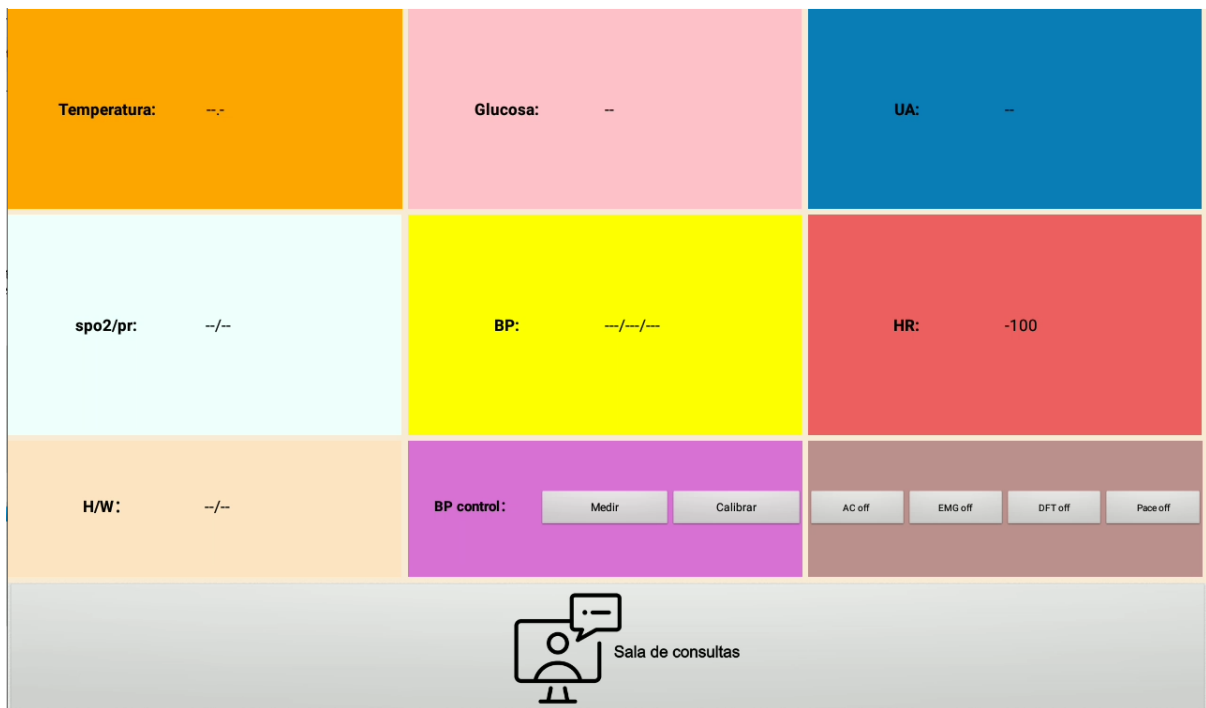 Temperatura: --.-
Glucosa: --
UA: --
spo2/pr: --/--
BP: ---/---/---
HR: -100
H/W: --/--
BP control: Medir Calibrar
AC off EMG off DFT off Pace off
Sala de consultas